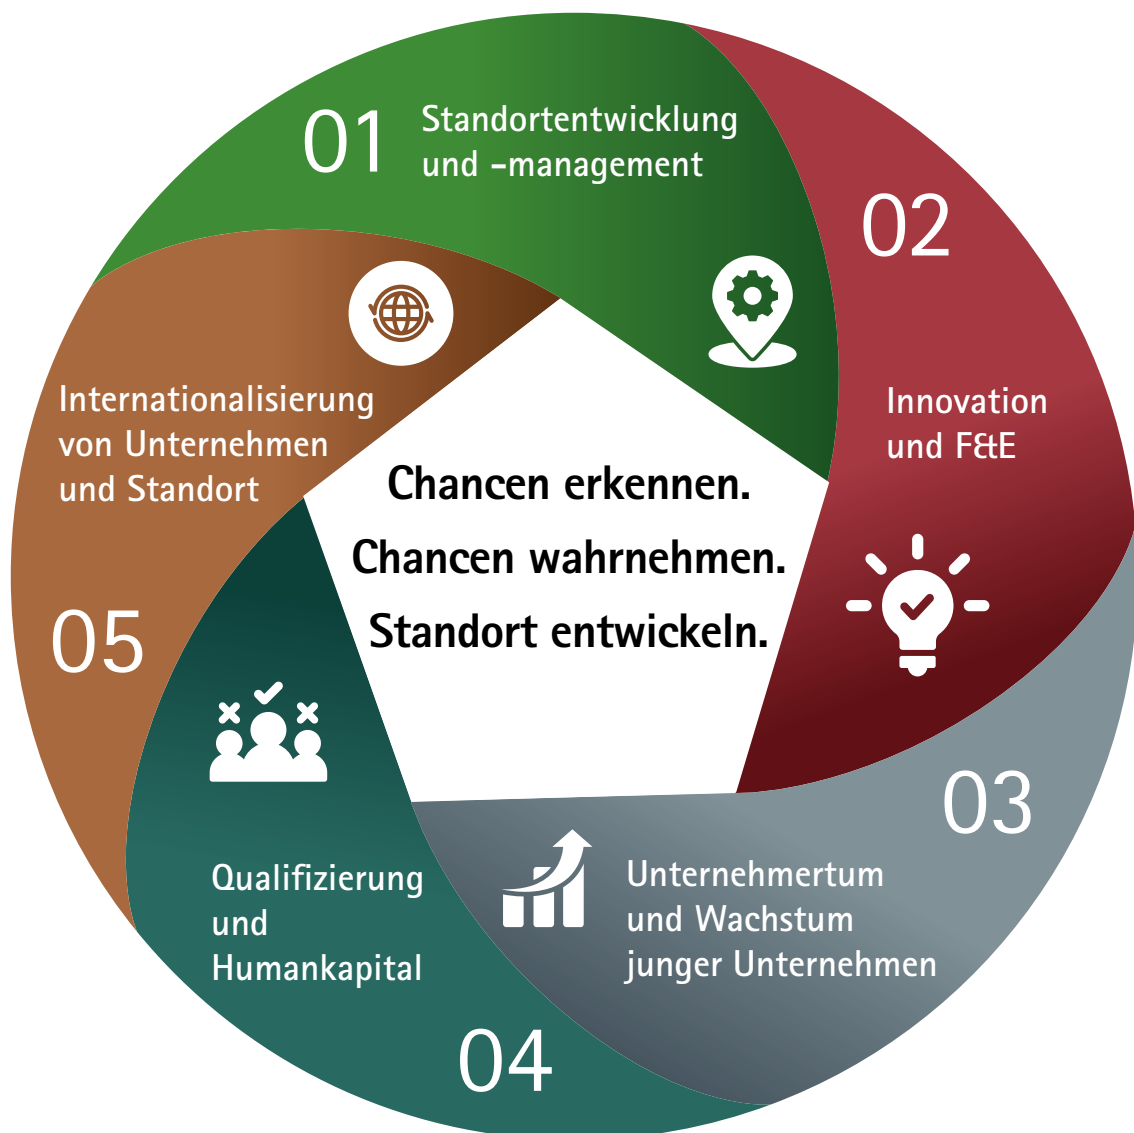 01
Standortentwicklung
und -management
02
Innovation
und F&E
03
Unternehmertum
und Wachstum
junger Unternehmen
04
Qualifizierung
und
Humankapital
05
Internationalisierung
von Unternehmen
und Standort
Chancen erkennen.
Chancen wahrnehmen.
Standort entwickeln.